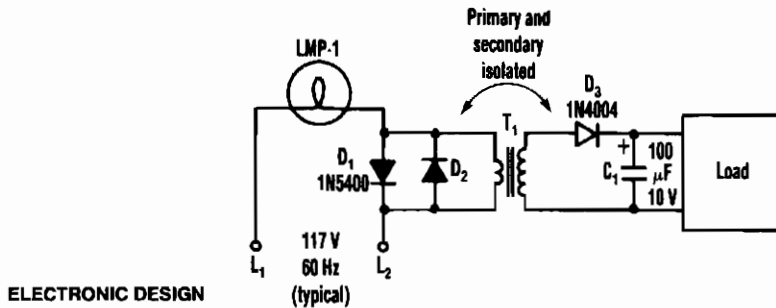 Primary and
secondary
isolated
LMP-1
D3
1N4004
T1
D1
1N5400
D2
+
100
µF
10 V
C1
Load
L1
117 V
60 Hz
(typical)
L2
ELECTRONIC DESIGN